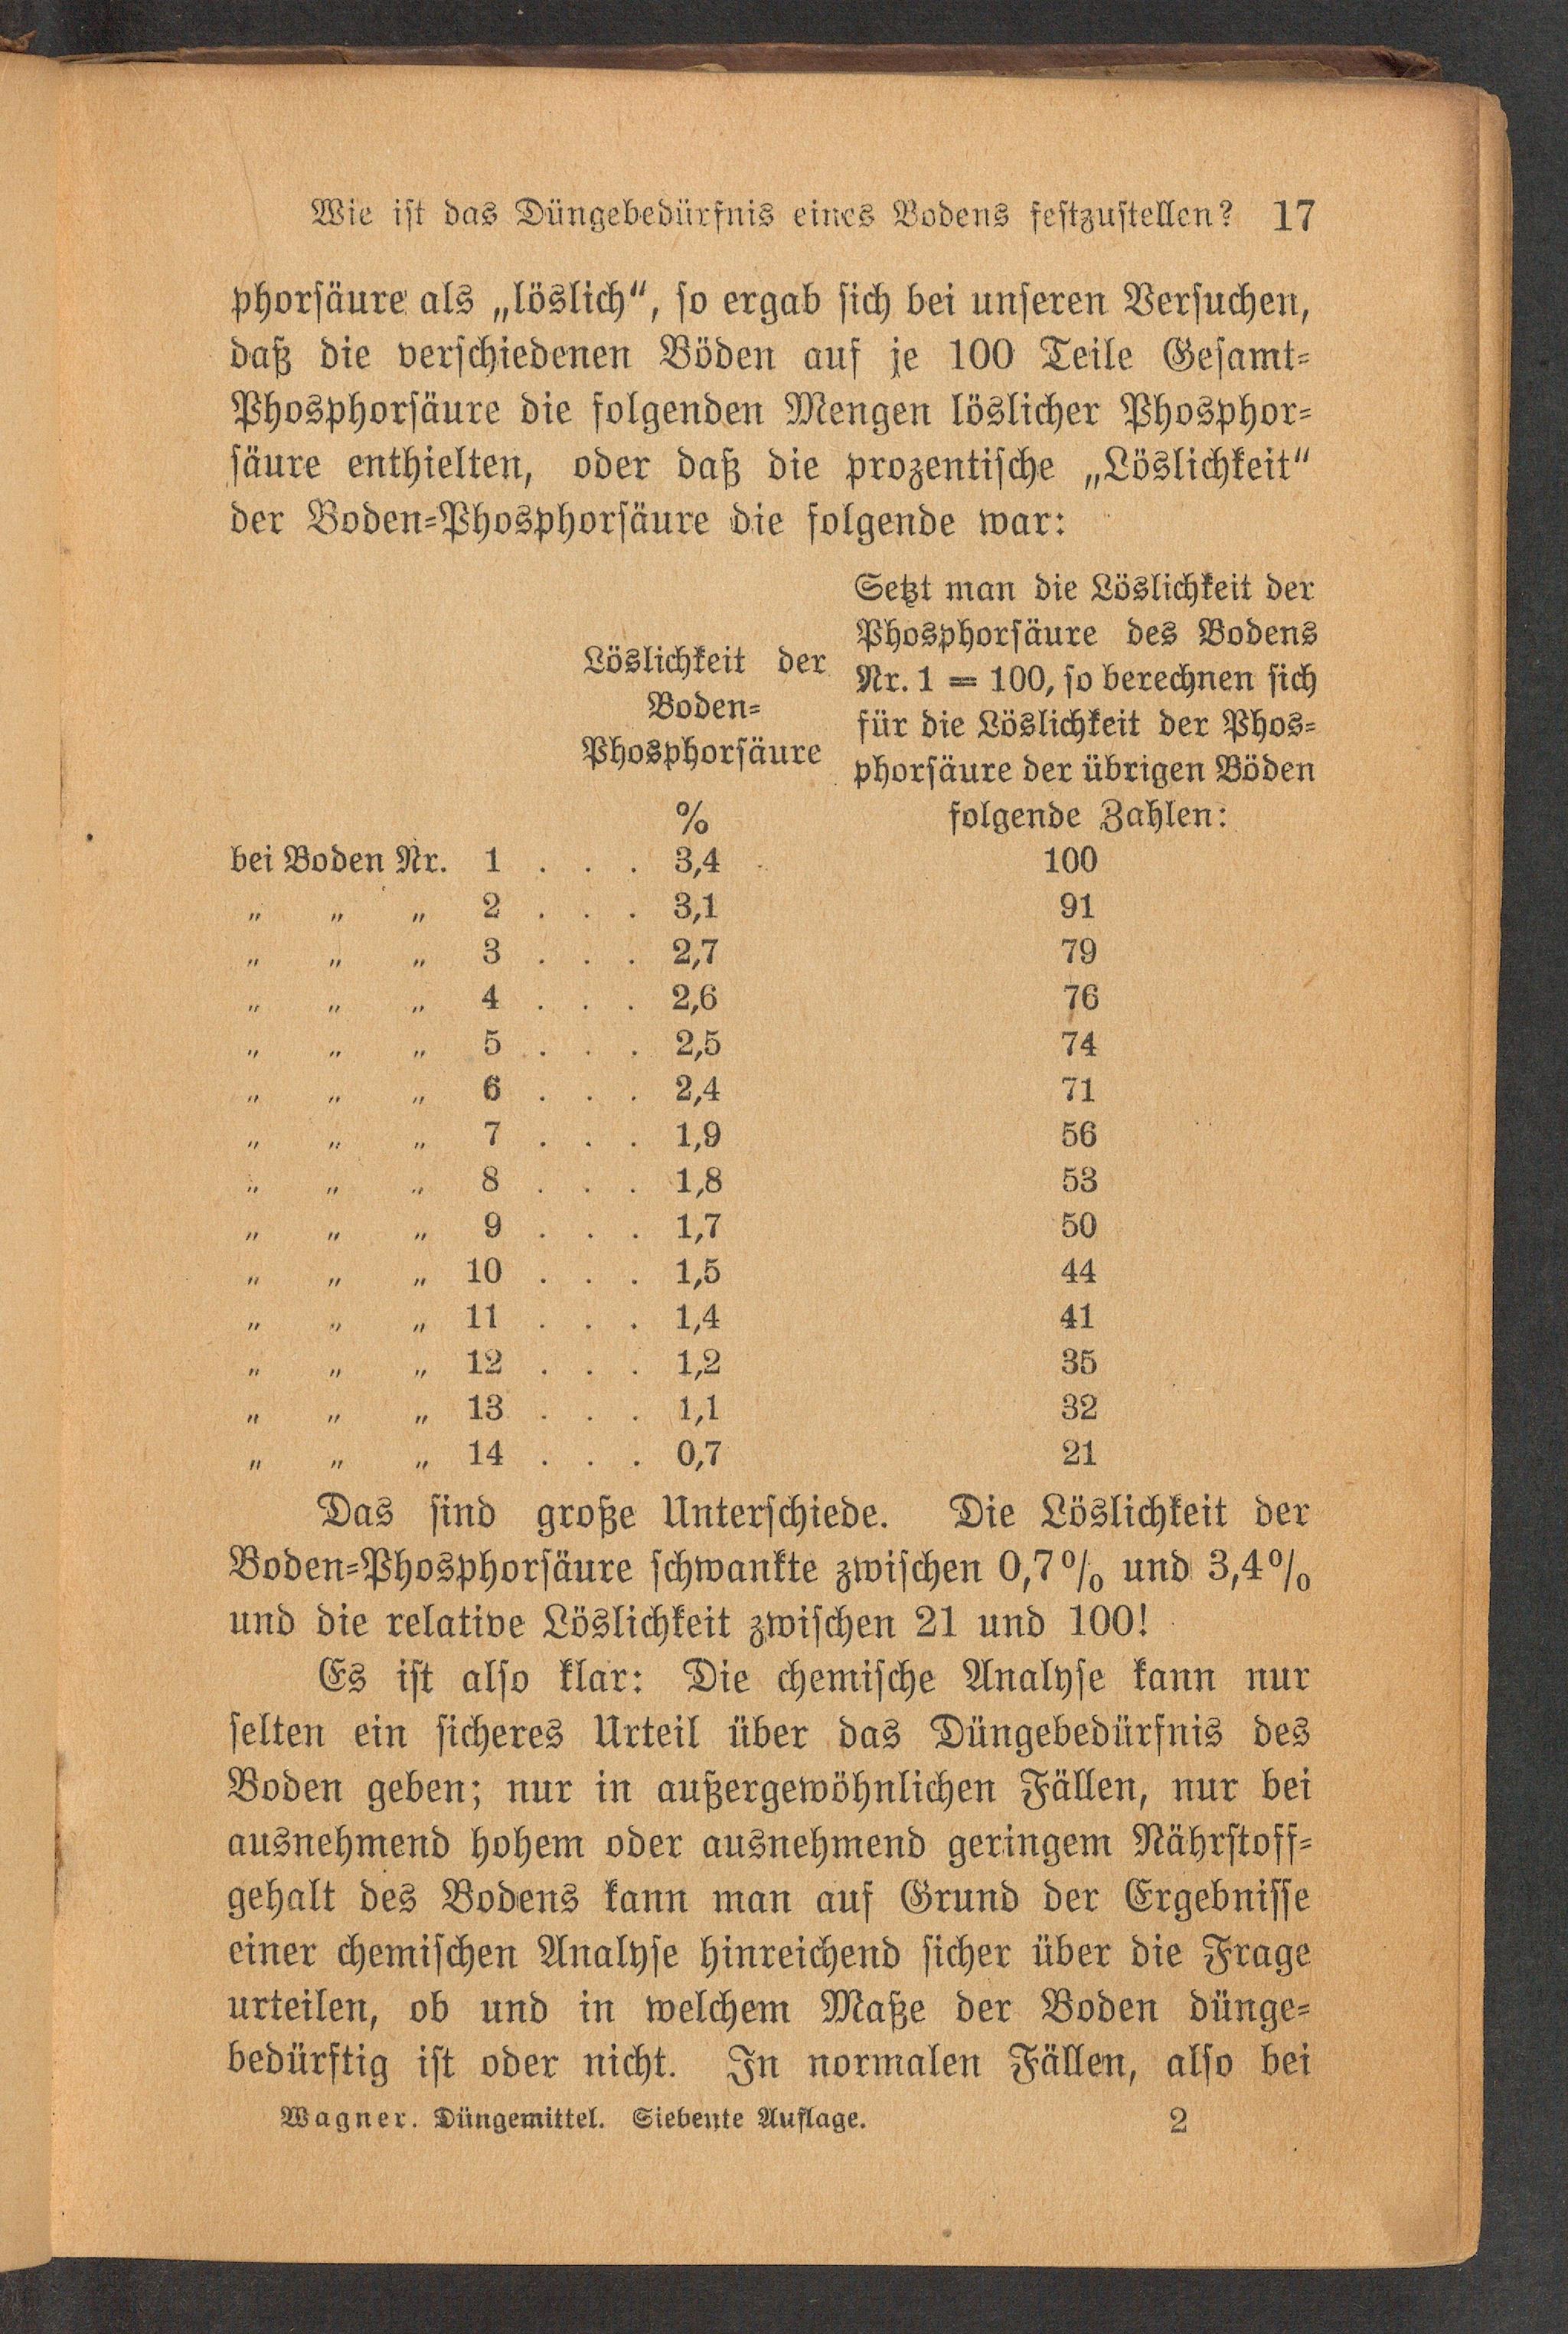 Wie ist das Düngebedürfnis eines Bodens festzustellen? 17
phorsäure als „löslich“, so ergab sich bei unseren Versuchen,
daß die verschiedenen Böden auf je 100 Teile Gesamt-
Phosphorsäure die folgenden Mengen löslicher Phosphor-
säure enthielten, oder daß die prozentische „Löslichkeit“
der Boden-Phosphorsäure die folgende war:
Löslichkeit der
Boden-
Phosphorsäure
%
Setzt man die Löslichkeit der
Phosphorsäure des Bodens
Nr. 1 = 100, so berechnen sich
für die Löslichkeit der Phos-
phorsäure der übrigen Böden
folgende Zahlen:
bei Boden Nr. 1 . . . 3,4 100
„ „ „ 2 . . . 3,1 91
„ „ „ 3 . . . 2,7 79
„ „ „ 4 . . . 2,6 76
„ „ „ 5 . . . 2,5 74
„ „ „ 6 . . . 2,4 71
„ „ „ 7 . . . 1,9 56
„ „ „ 8 . . . 1,8 53
„ „ „ 9 . . . 1,7 50
„ „ „ 10 . . . 1,5 44
„ „ „ 11 . . . 1,4 41
„ „ „ 12 . . . 1,2 35
„ „ „ 13 . . . 1,1 32
„ „ „ 14 . . . 0,7 21
Das sind große Unterschiede. Die Löslichkeit der
Boden-Phosphorsäure schwankte zwischen 0,7% und 3,4%
und die relative Löslichkeit zwischen 21 und 100!
Es ist also klar: Die chemische Analyse kann nur
selten ein sicheres Urteil über das Düngebedürfnis des
Boden geben; nur in außergewöhnlichen Fällen, nur bei
ausnehmend hohem oder ausnehmend geringem Nährstoff-
gehalt des Bodens kann man auf Grund der Ergebnisse
einer chemischen Analyse hinreichend sicher über die Frage
urteilen, ob und in welchem Maße der Boden dünge-
bedürftig ist oder nicht. In normalen Fällen, also bei
Wagner. Düngemittel. Siebente Auflage. 2